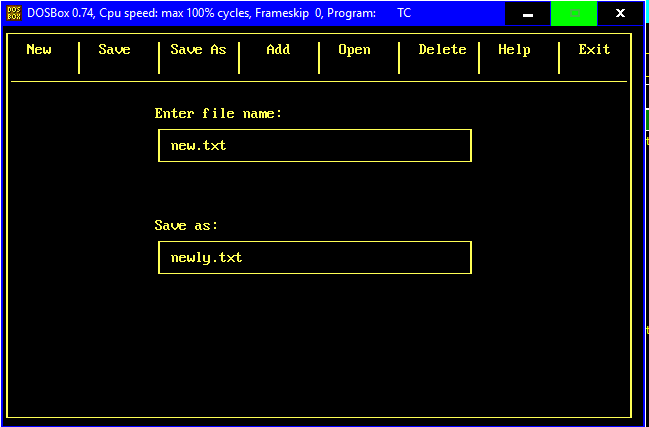 DOS BOX DOSBox 0.74, Cpu speed: max 100% cycles, Frameskip 0, Program: TC
New Save Save As Add Open Delete Help Exit
Enter file name:
new.txt
Save as:
newly.txt